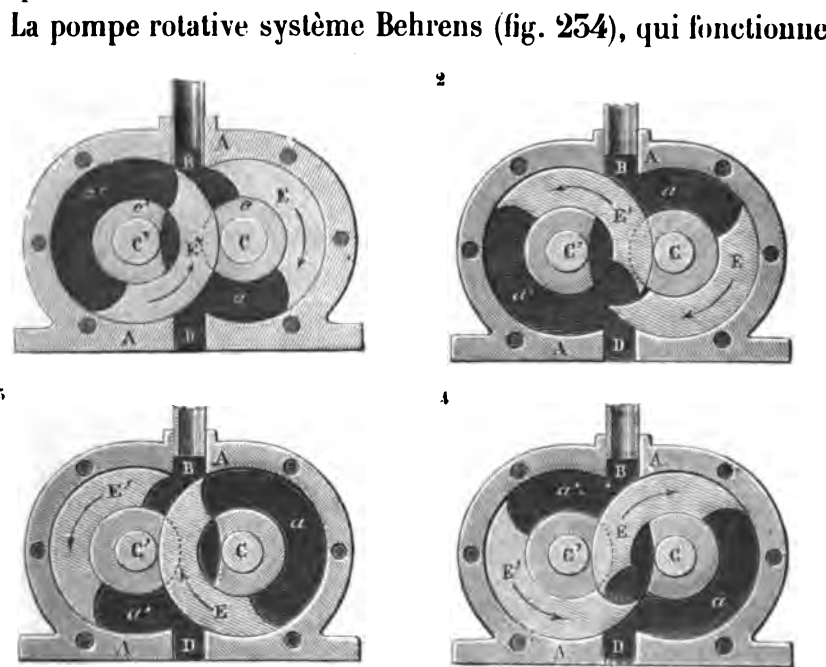 La pompe rotative système Behrens (fig. 234), qui fonctionne
2
B A
a E
C' C
E'
a
A D
B A a
E'
C' C
E
a'
A D
4
B A
E' a
C' C
E
a'
A D
B A
a'
E
C' C
E'
a
A D